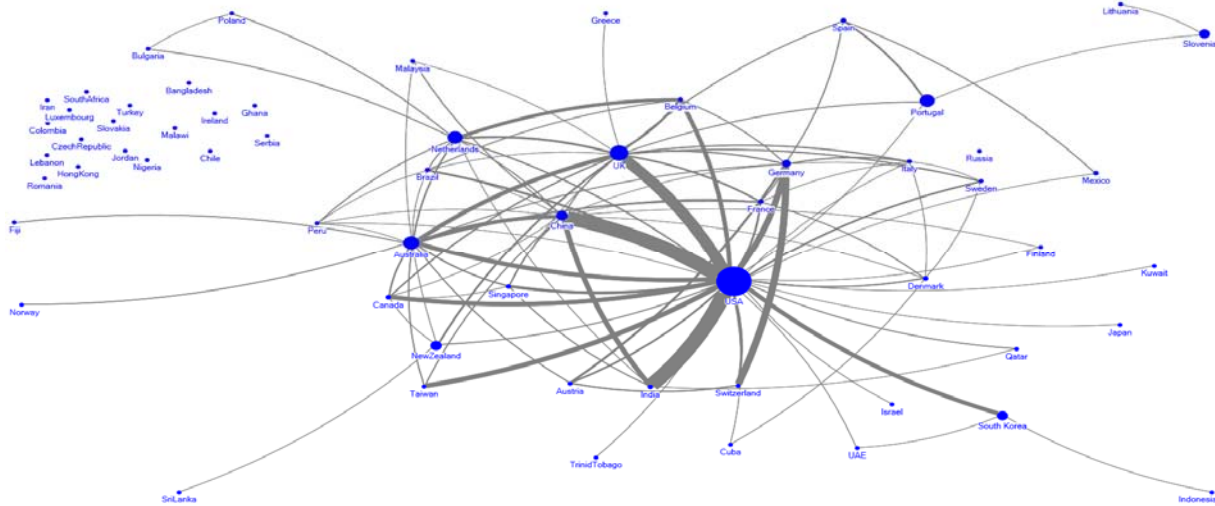 Lithuania
Poland
Greece
Spain
Slovenia
Bulgaria
Malaysia
Bangladesh
SouthAfrica
Iran
Luxembourg
Turkey
Ireland
Ghana
Belgium
Portugal
Colombia
Slovakia
Malawi
Serbia
CzechRepublic
Netherlands
Jordan
Chile
Lebanon
Nigeria
HongKong
Romania
Brazil
UK
Germany
Italy
Russia
Mexico
Sweden
France
Fiji
Peru
China
Australia
Finland
Kuwait
Denmark
Singapore
Canada
USA
Norway
Japan
NewZealand
Qatar
Taiwan
Austria
India
Switzerland
Israel
South Korea
Cuba
UAE
TrinidTobago
SriLanka
Indonesia